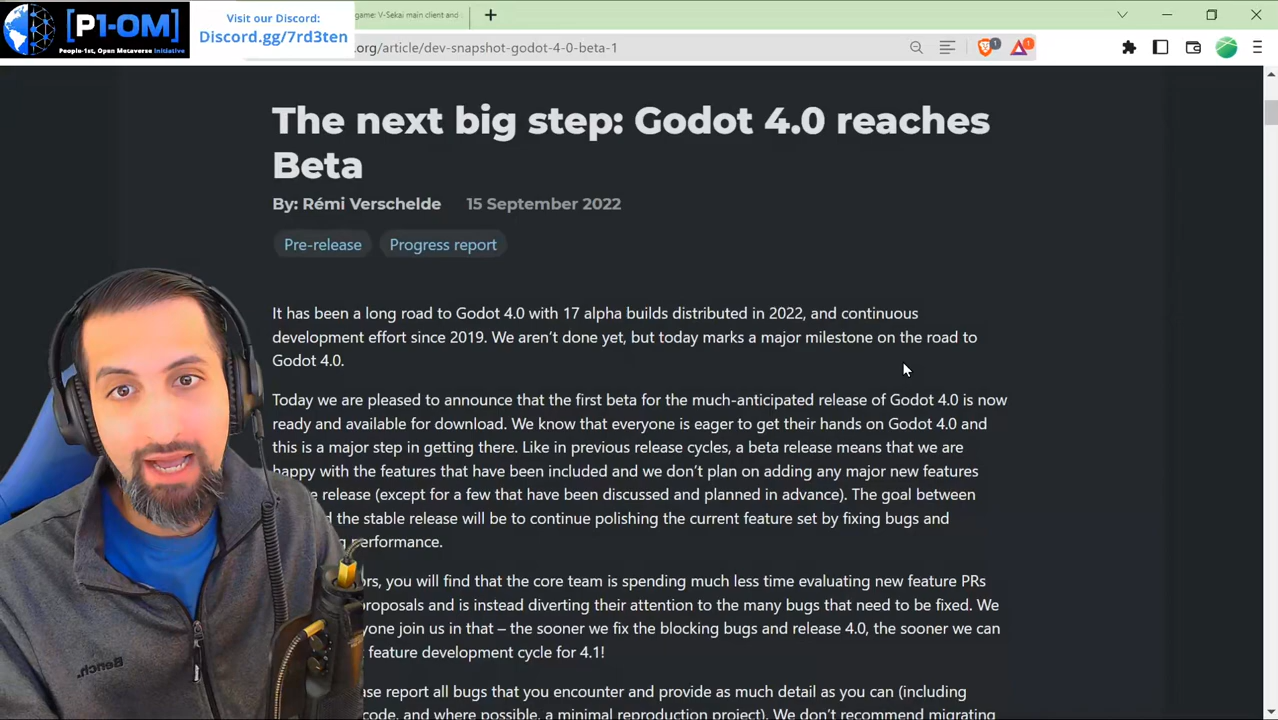 [P1-OM]
People-1st, Open Metaverse Initiative
Visit our Discord:
Discord.gg/7rd3ten
game: V-Sekai main client and
.org/article/dev-snapshot-godot-4-0-beta-1
1
1
The next big step: Godot 4.0 reaches
Beta
By: Rémi Verschelde 15 September 2022
Pre-release Progress report
It has been a long road to Godot 4.0 with 17 alpha builds distributed in 2022, and continuous
development effort since 2019. We aren't done yet, but today marks a major milestone on the road to
Godot 4.0.
Today we are pleased to announce that the first beta for the much-anticipated release of Godot 4.0 is now
ready and available for download. We know that everyone is eager to get their hands on Godot 4.0 and
this is a major step in getting there. Like in previous release cycles, a beta release means that we are
happy with the features that have been included and we don't plan on adding any major new features
release (except for a few that have been discussed and planned in advance). The goal between
the stable release will be to continue polishing the current feature set by fixing bugs and
performance.
you will find that the core team is spending much less time evaluating new feature PRs
proposals and is instead diverting their attention to the many bugs that need to be fixed. We
join us in that – the sooner we fix the blocking bugs and release 4.0, the sooner we can
feature development cycle for 4.1!
report all bugs that you encounter and provide as much detail as you can (including
code, and where possible, a minimal reproduction project). We don't recommend migrating
Bench.